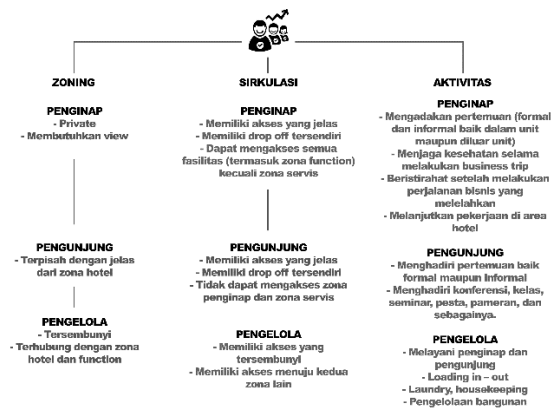 ZONING
PENGINAP
- Private
- Membutuhkan view
PENGUNJUNG
- Terpisah dengan jelas
dari zona hotel
PENGELOLA
- Tersembunyi
- Terhubung dengan zona
hotel dan function
SIRKULASI
PENGINAP
- Memiliki akses yang jelas
- Memiliki drop off tersendiri
- Dapat mengakses semua
fasilitas (termasuk zona function)
kecuali zona servis
PENGUNJUNG
- Memiliki akses yang jelas
- Memiliki drop off tersendiri
- Tidak dapat mengakses zona
penginap dan zona servis
PENGELOLA
- Memiliki akses yang
tersembunyi
- Memiliki akses menuju kedua
zona lain
AKTIVITAS
PENGINAP
- Mengadakan pertemuan (formal
dan informal baik dalam unit
maupun diluar unit)
- Menjaga kesehatan selama
melakukan business trip
- Beristirahat setelah melakukan
perjalanan bisnis yang
melelahkan
- Melanjutkan pekerjaan di area
hotel
PENGUNJUNG
- Menghadiri pertemuan baik
formal maupun informal
- Menghadiri konferensi, kelas,
seminar, pesta, pameran, dan
sebagainya.
PENGELOLA
- Melayani penginap dan
pengunjung
- Loading in – out
- Laundry, housekeeping
- Pengelolaan bangunan